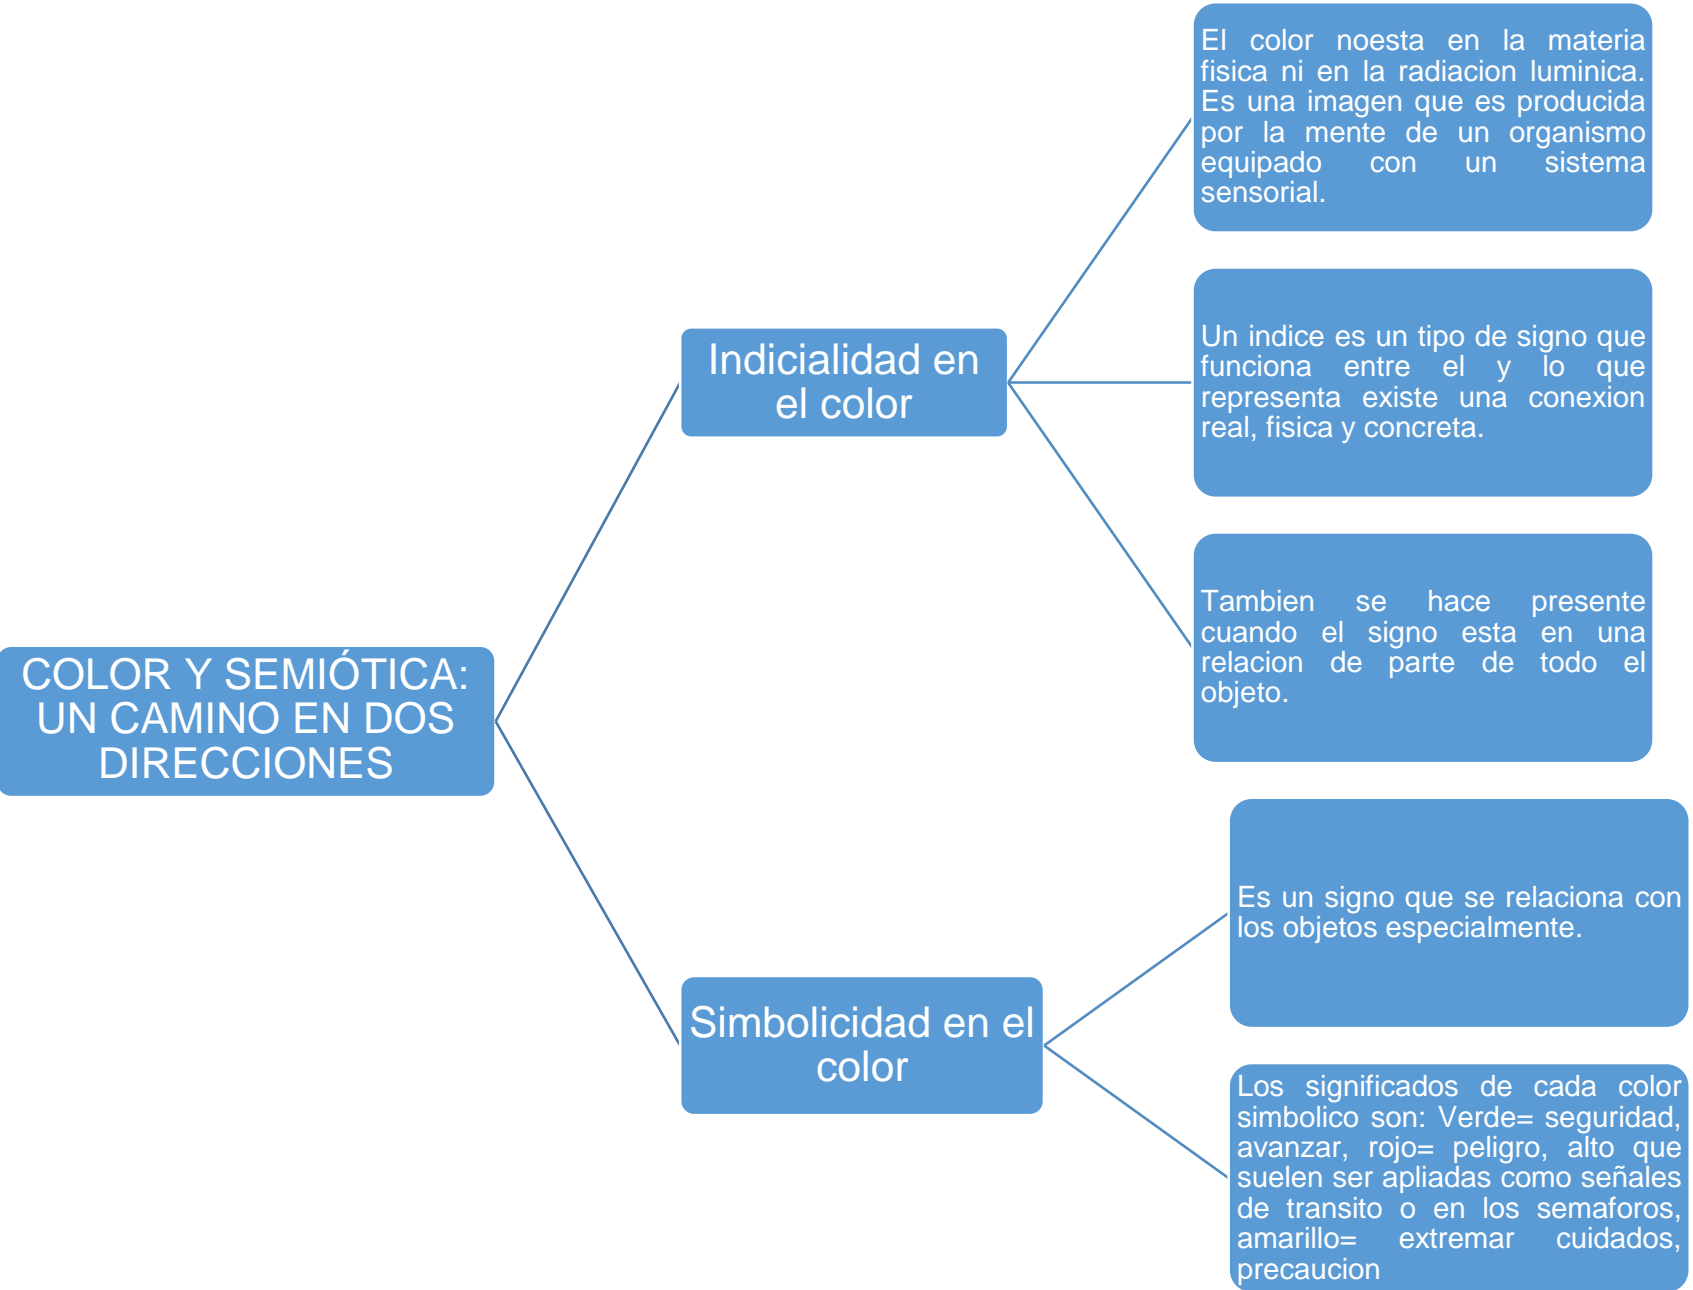 COLOR Y SEMIÓTICA:
UN CAMINO EN DOS
DIRECCIONES
Indicialidad en
el color
El color noesta en la materia
fisica ni en la radiacion luminica.
Es una imagen que es producida
por la mente de un organismo
equipado con un sistema
sensorial.
Un indice es un tipo de signo que
funciona entre el y lo que
representa existe una conexion
real, fisica y concreta.
Tambien se hace presente
cuando el signo esta en una
relacion de parte de todo el
objeto.
Simbolicidad en el
color
Es un signo que se relaciona con
los objetos especialmente.
Los significados de cada color
simbolico son: Verde= seguridad,
avanzar, rojo= peligro, alto que
suelen ser apliadas como señales
de transito o en los semaforos,
amarillo= extremar cuidados,
precaucion